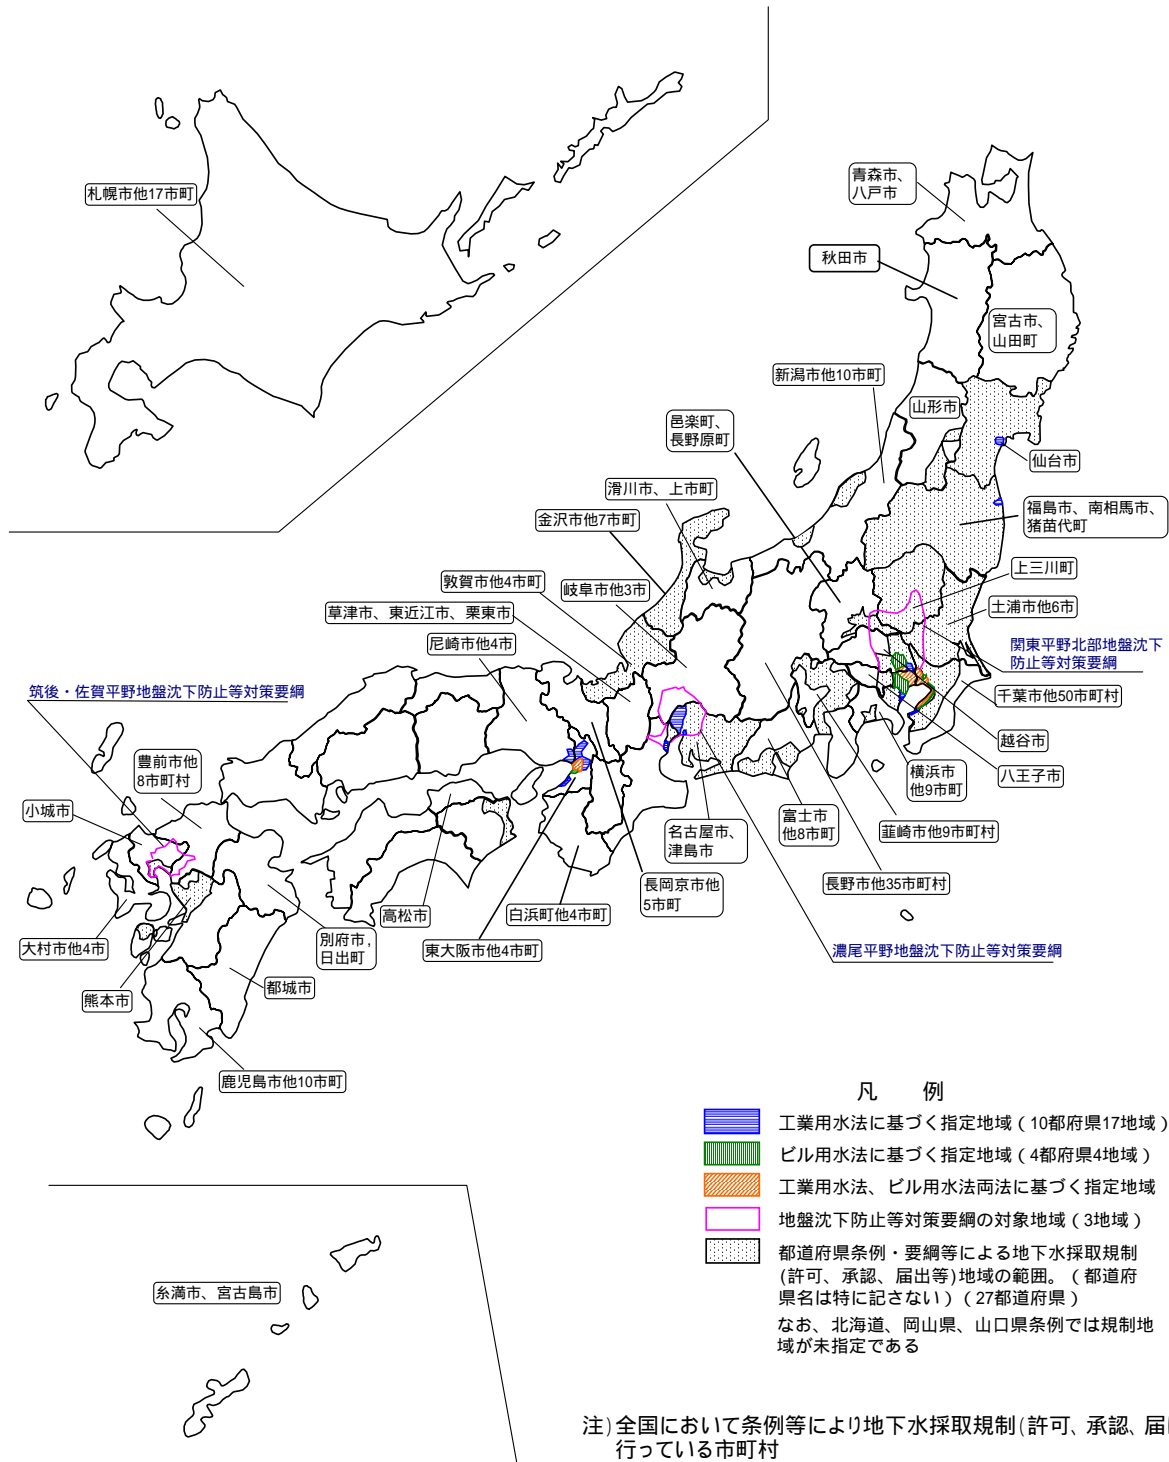 札幌市他17市町
青森市、
八戸市
秋田市
宮古市、
山田町
新潟市他10市町
山形市
邑楽町、
長野原町
仙台市
滑川市、上市町
福島市、南相馬市、
猪苗代町
金沢市他7市町
上三川町
敦賀市他4市町
岐阜市他3市
土浦市他6市
草津市、東近江市、栗東市
尼崎市他4市
関東平野北部地盤沈下
防止等対策要綱
筑後・佐賀平野地盤沈下防止等対策要綱
千葉市他50市町村
越谷市
豊前市他
8市町村
横浜市
他9市町
八王子市
小城市
富士市
他8市町
韮崎市他9市町村
名古屋市、
津島市
長野市他35市町村
長岡京市他
5市町
高松市
白浜町他4市町
大村市他4市
別府市,
日出町
東大阪市他4市町
濃尾平野地盤沈下防止等対策要綱
都城市
熊本市
鹿児島市他10市町
凡 例
工業用水法に基づく指定地域(10都府県17地域)
ビル用水法に基づく指定地域(4都府県4地域)
工業用水法、ビル用水法両法に基づく指定地域
地盤沈下防止等対策要綱の対象地域(3地域)
都道府県条例・要綱等による地下水採取規制
(許可、承認、届出等)地域の範囲。(都道府
県名は特に記さない)(27都道府県)
なお、北海道、岡山県、山口県条例では規制地
域が未指定である
糸満市、宮古島市
注)全国において条例等により地下水採取規制(許可、承認、届
行っている市町村